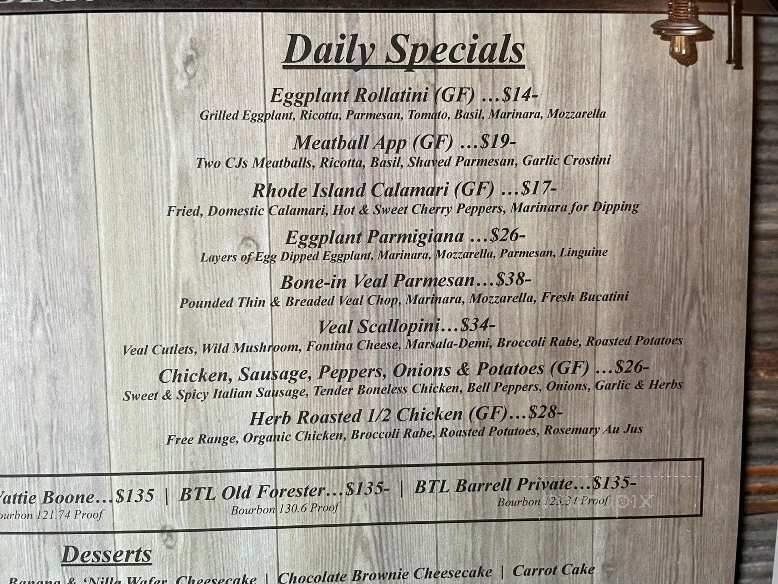 Daily Specials
Eggplant Rollatini (GF) ...$14-
Grilled Eggplant, Ricotta, Parmesan, Tomato, Basil, Marinara, Mozzarella
Meatball App (GF) ...$19-
Two CJs Meatballs, Ricotta, Basil, Shaved Parmesan, Garlic Crostini
Rhode Island Calamari (GF) ...$17-
Fried, Domestic Calamari, Hot & Sweet Cherry Peppers, Marinara for Dipping
Eggplant Parmigiana ...$26-
Layers of Egg Dipped Eggplant, Marinara, Mozzarella, Parmesan, Linguine
Bone-in Veal Parmesan...$38-
Pounded Thin & Breaded Veal Chop, Marinara, Mozzarella, Fresh Bucatini
Veal Scallopini...$34-
Veal Cutlets, Wild Mushroom, Fontina Cheese, Marsala-Demi, Broccoli Rabe, Roasted Potatoes
Chicken, Sausage, Peppers, Onions & Potatoes (GF) ...$26-
Sweet & Spicy Italian Sausage, Tender Boneless Chicken, Bell Peppers, Onions, Garlic & Herbs
Herb Roasted 1/2 Chicken (GF)...$28-
Free Range, Organic Chicken, Broccoli Rabe, Roasted Potatoes, Rosemary Au Jus
attie Boone...$135 | BTL Old Forester...$135- | BTL Barrell Private...$135-
ourbon 121.74 Proof Bourbon 130.6 Proof Bourbon Proof
Desserts
Banana & 'Nilla Wafer Cheesecake | Chocolate Brownie Cheesecake | Carrot Cake